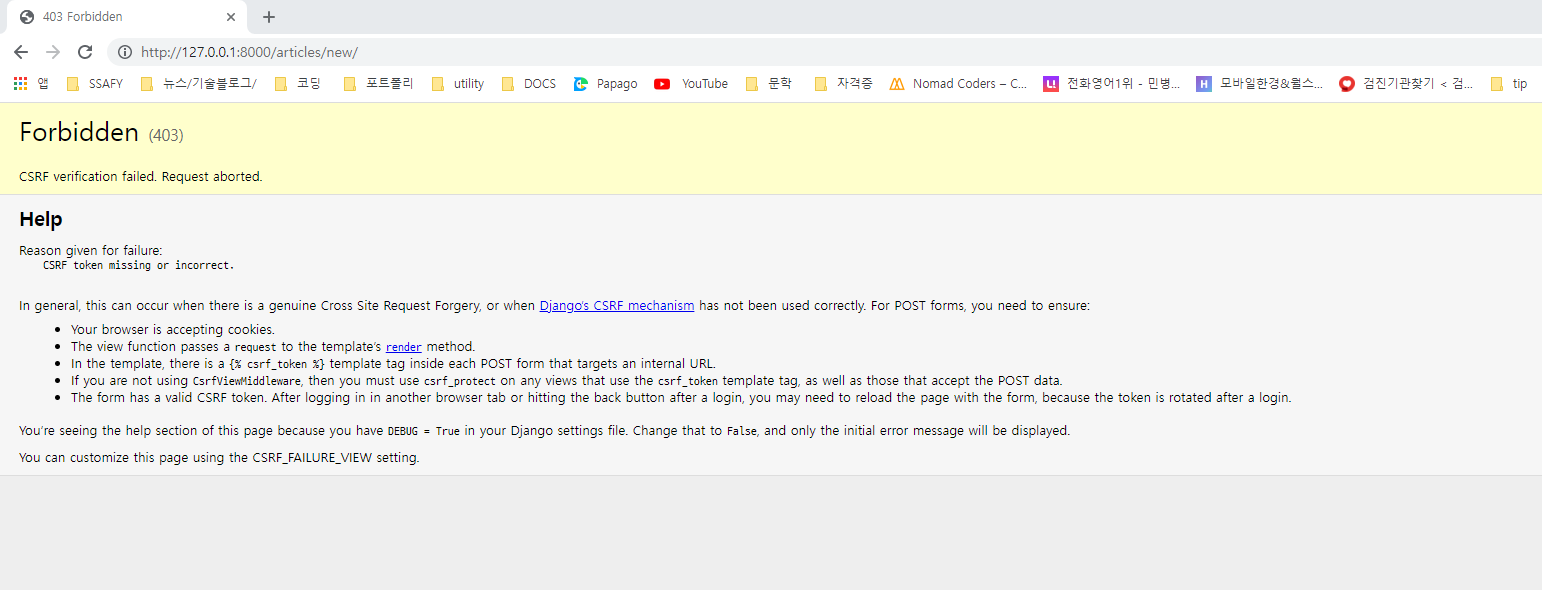 403 Forbidden
http://127.0.0.1:8000/articles/new/
앱 SSAFY 뉴스/기술블로그/ 코딩 포트폴리 utility DOCS Papago YouTube 문학 자격증 Nomad Coders – C... 전화영어1위 - 민병... 모바일한경&월스... 검진기관찾기 < 검... tip
Forbidden (403)
CSRF verification failed. Request aborted.
Help
Reason given for failure:
CSRF token missing or incorrect.
In general, this can occur when there is a genuine Cross Site Request Forgery, or when Django's CSRF mechanism has not been used correctly. For POST forms, you need to ensure:
• Your browser is accepting cookies.
• The view function passes a request to the template's render method.
• In the template, there is a {% csrf_token %} template tag inside each POST form that targets an internal URL.
• If you are not using CsrfViewMiddleware, then you must use csrf_protect on any views that use the csrf_token template tag, as well as those that accept the POST data.
• The form has a valid CSRF token. After logging in in another browser tab or hitting the back button after a login, you may need to reload the page with the form, because the token is rotated after a login.
You're seeing the help section of this page because you have DEBUG = True in your Django settings file. Change that to False, and only the initial error message will be displayed.
You can customize this page using the CSRF_FAILURE_VIEW setting.